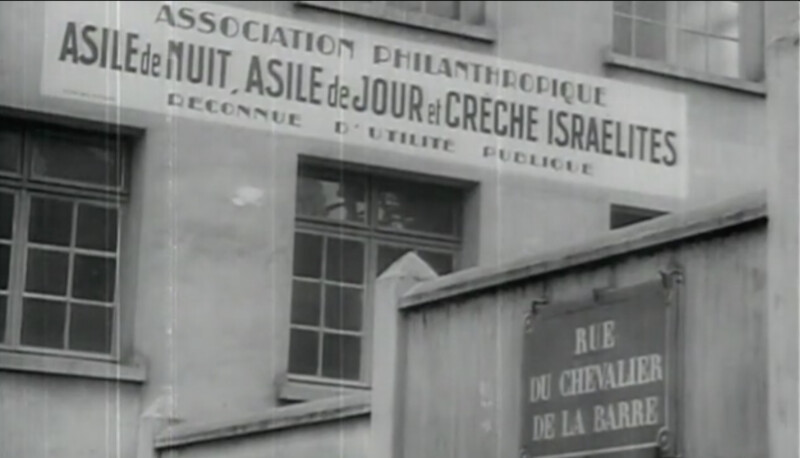 ASSOCIATION PHILANTHROPIQUE
ASILE de NUIT, ASILE de JOUR et CRÈCHE ISRAELITES
RECONNUE D'UTILITÉ PUBLIQUE
RUE
DU CHEVALIER
DE LA BARRE